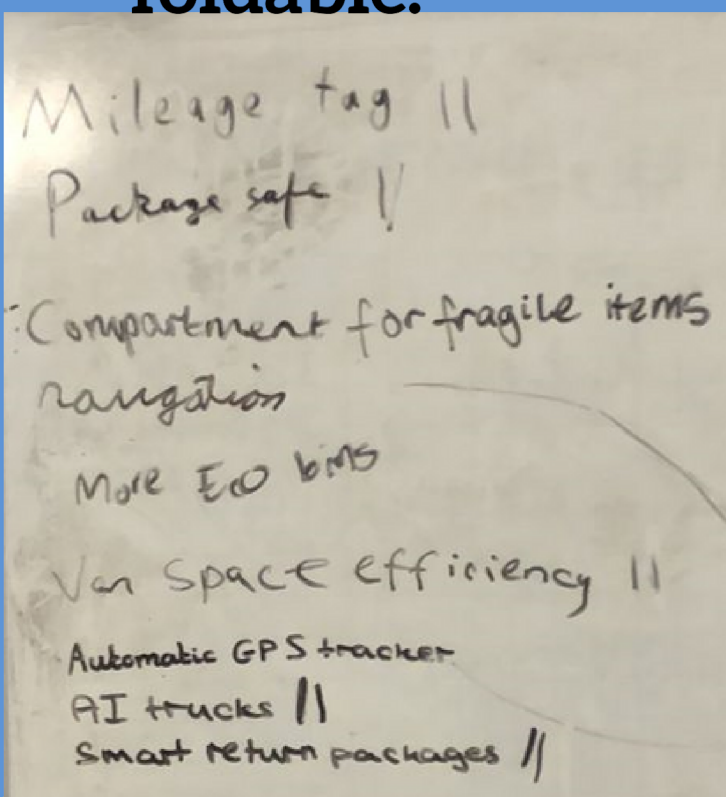 foldable.
Mileage tag ||
Package safe ||
Compartment for fragile items
navigation
More Eco bins
Van Space efficiency ||
Automatic GPS tracker
AI trucks ||
Smart return packages ||